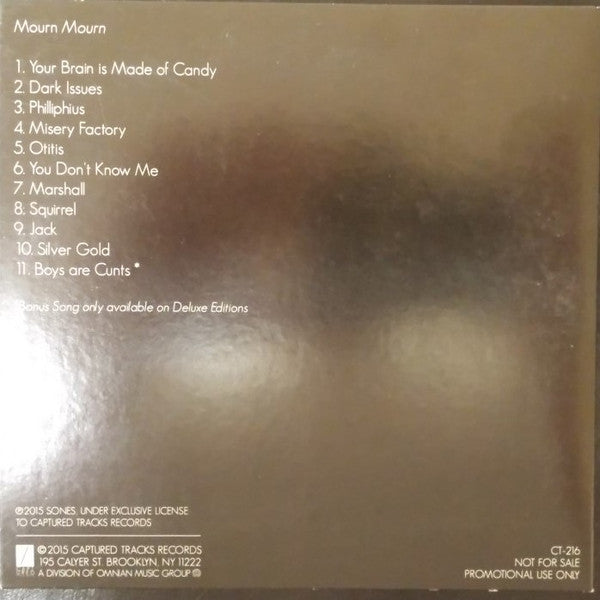 Mourn Mourn
1. Your Brain is Made of Candy
2. Dark Issues
3. Philliphius
4. Misery Factory
5. Otitis
6. You Don't Know Me
7. Marshall
8. Squirrel
9. Jack
10. Silver Gold
11. Boys are Cunts *
Bonus Song only available on Deluxe Editions
℗2015 SONES, UNDER EXCLUSIVE LICENSE
TO CAPTURED TRACKS RECORDS
©2015 CAPTURED TRACKS RECORDS
195 CALYER ST. BROOKLYN, NY 11222
A DIVISION OF OMNIAN MUSIC GROUP
CT-216
NOT FOR SALE
PROMOTIONAL USE ONLY